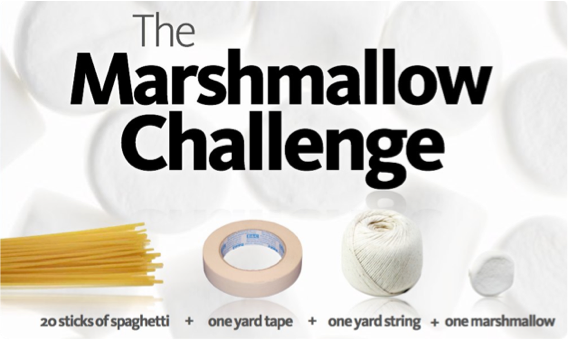 The
Marshmallow
Challenge
20 sticks of spaghetti + one yard tape + one yard string + one marshmallow